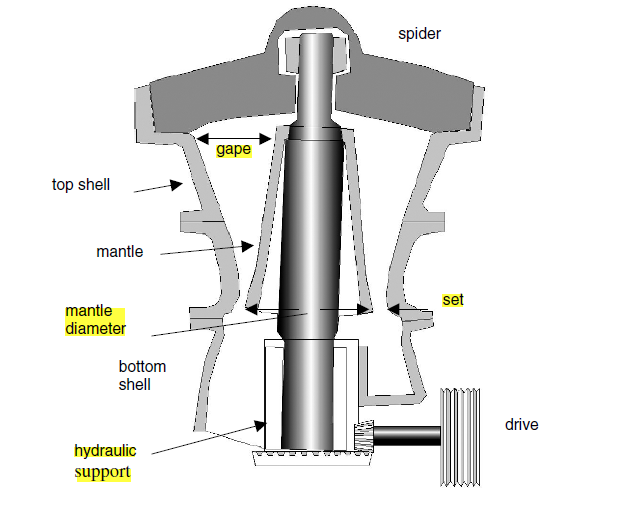 spider
gape
top shell
mantle
set
mantle
diameter
bottom
shell
drive
hydraulic
support